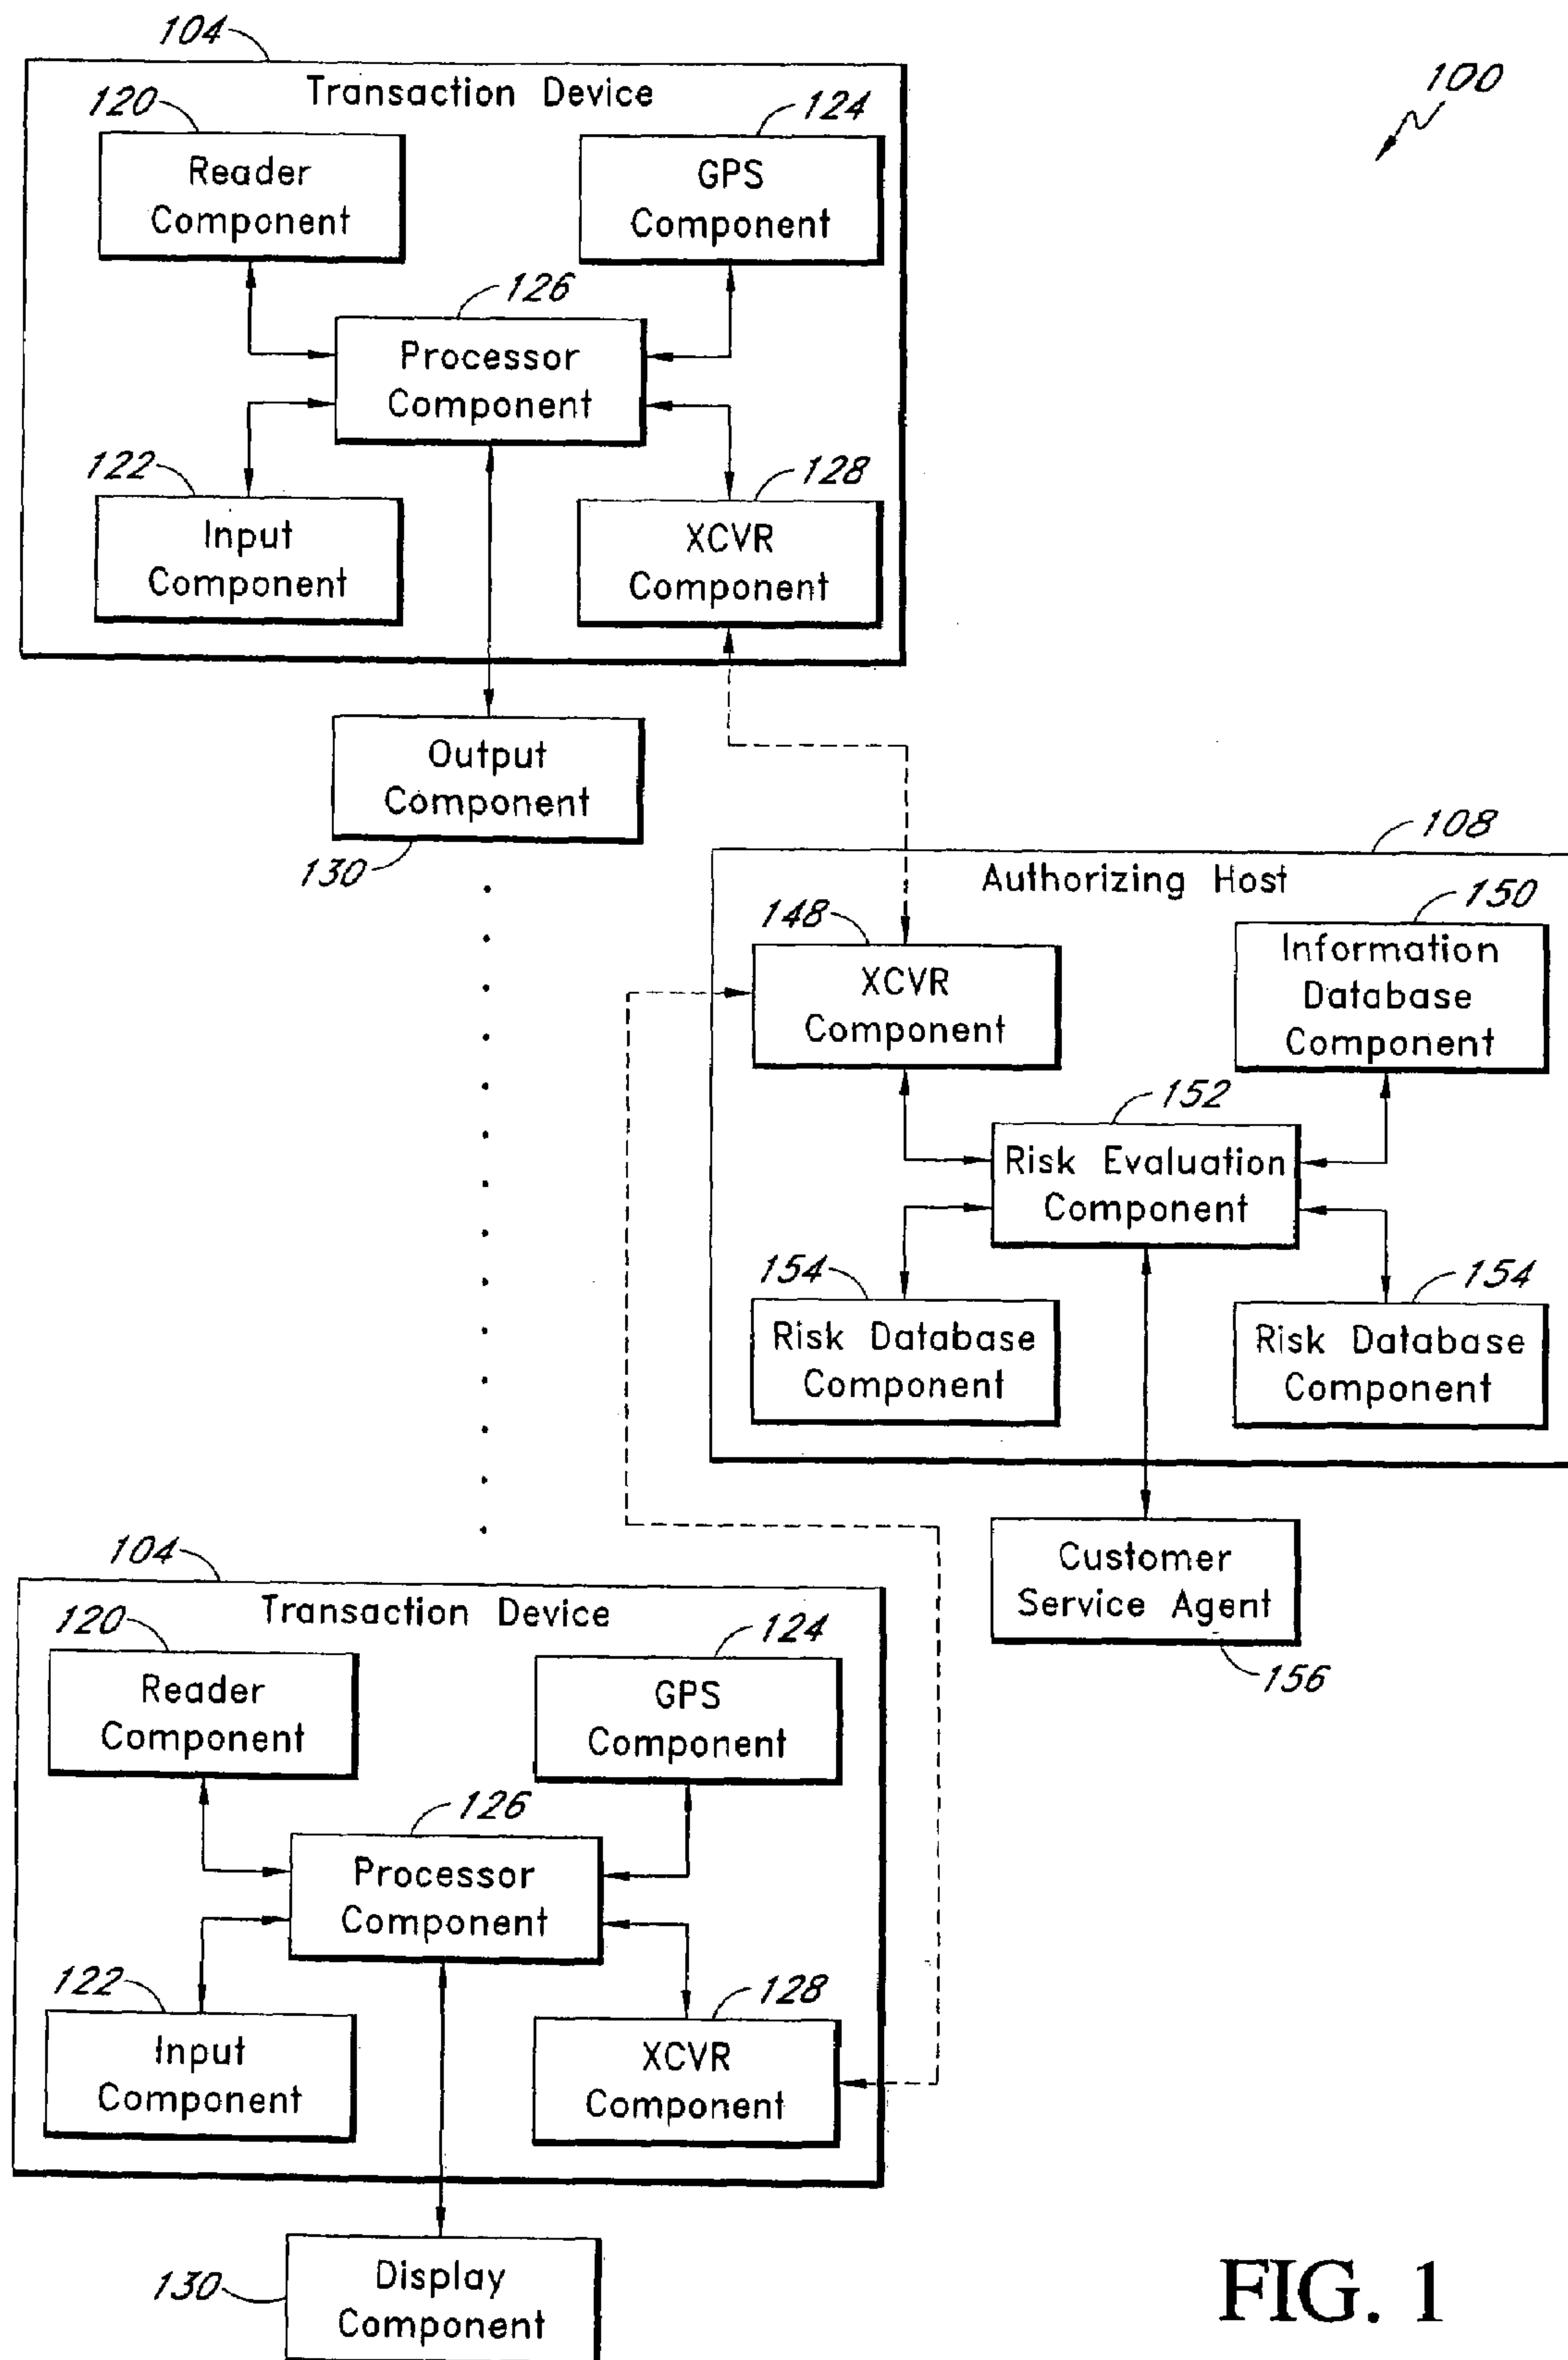 104
100
Transaction Device
120
124
Reader
Component
GPS
Component
126
Processor
Component
122
128
Input
Component
XCVR
Component
Output
Component
130
108
Authorizing Host
148
150
XCVR
Component
Information
Database
Component
152
Risk Evaluation
Component
154
154
Risk Database
Component
Risk Database
Component
Customer
Service Agent
156
104
Transaction Device
120
124
Reader
Component
GPS
Component
126
Processor
Component
122
128
Input
Component
XCVR
Component
130
Display
Component
FIG. 1